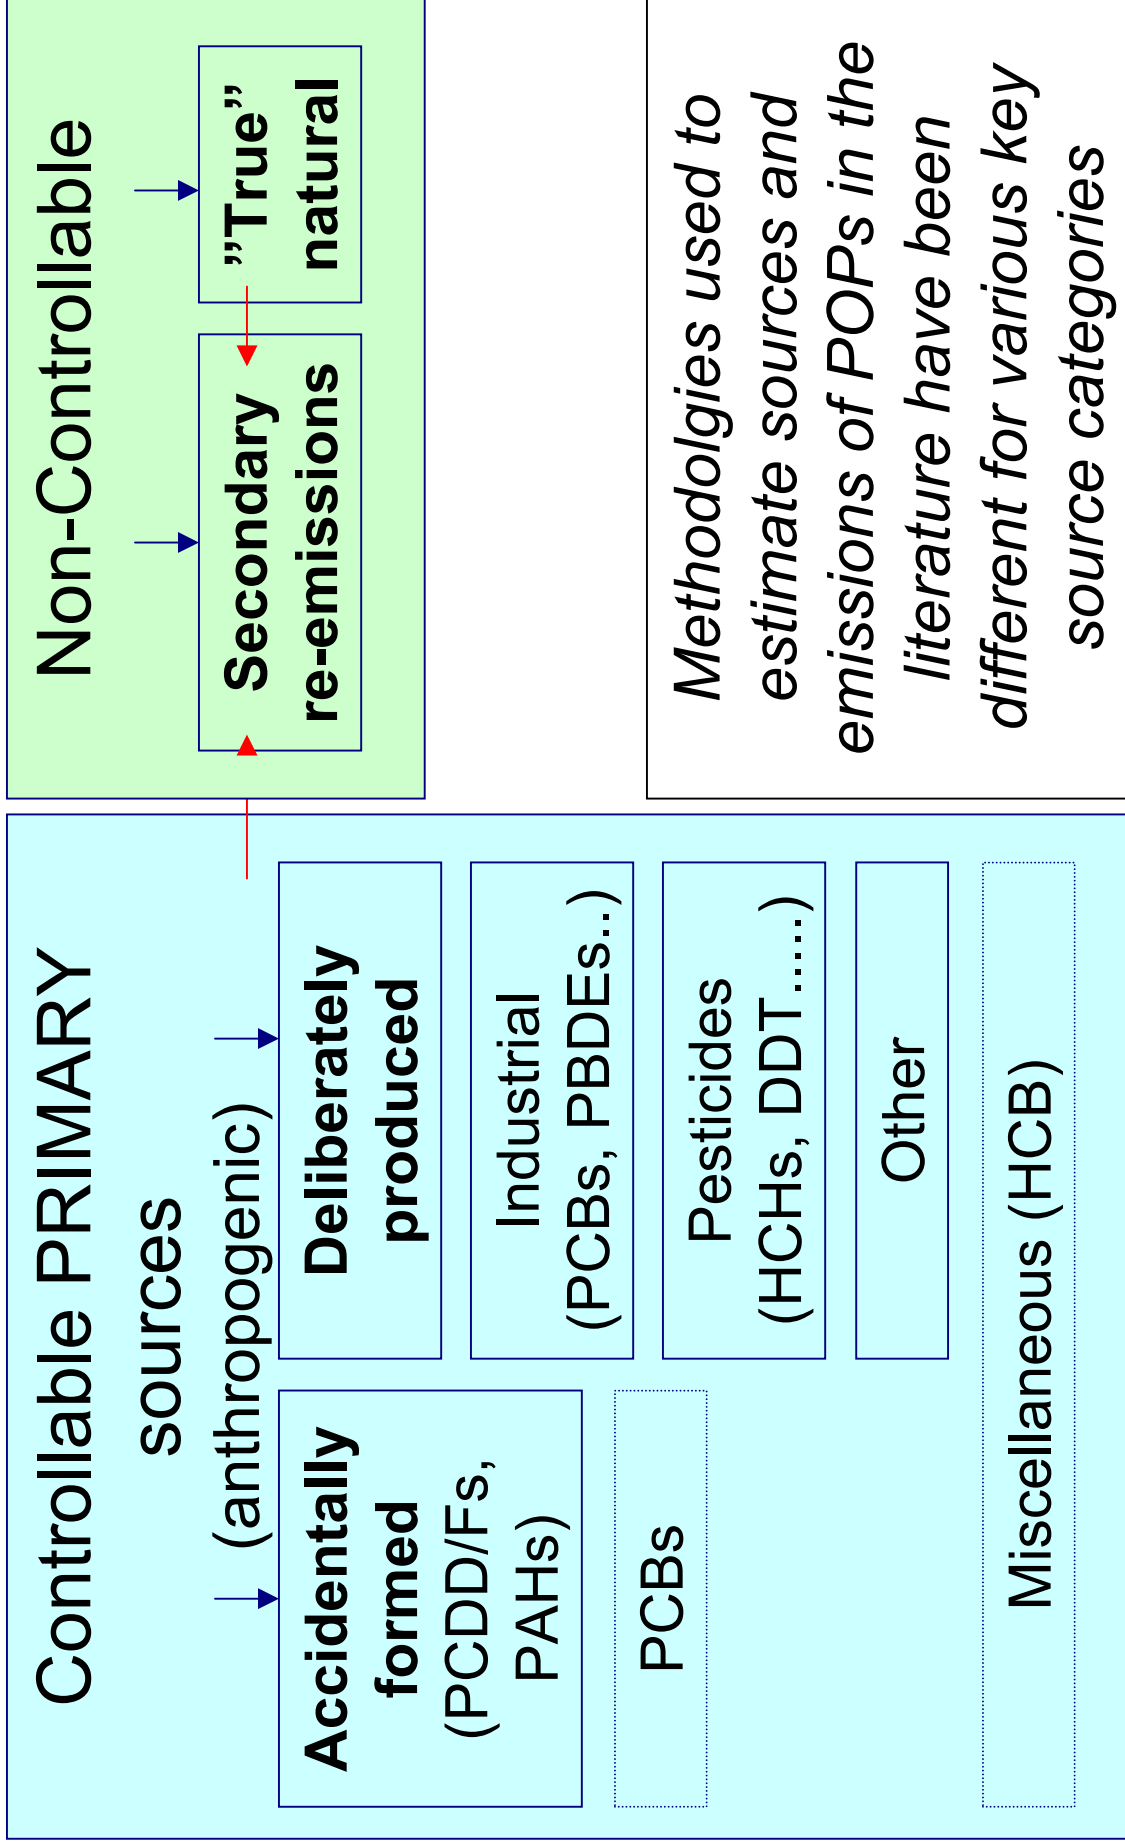 Controllable PRIMARY
sources
(anthropogenic)
Accidentally
formed
(PCDD/Fs,
PAHs)
PCBs
Deliberately
produced
Industrial
(PCBs, PBDEs..)
Pesticides
(HCHs, DDT.....)
Other
Miscellaneous (HCB)
Non-Controllable
Secondary
re-emissions
”True”
natural
Methodolgies used to
estimate sources and
emissions of POPs in the
literature have been
different for various key
source categories